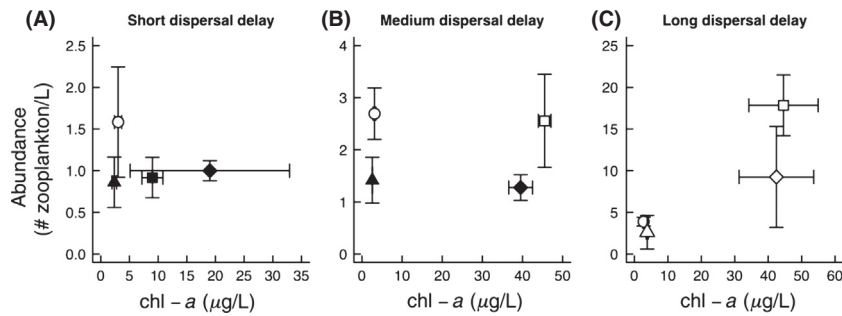 (A) Short dispersal delay
(B) Medium dispersal delay
(C) Long dispersal delay
Abundance
(# zooplankton/L)
2.5
2.0
1.5
1.0
0.5
0.0
0 5 10 15 20 25 30 35
chl – a (µg/L)
4
3
2
1
0
0 10 20 30 40 50
chl – a (µg/L)
25
20
15
10
5
0
0 10 20 30 40 50 60
chl – a (µg/L)